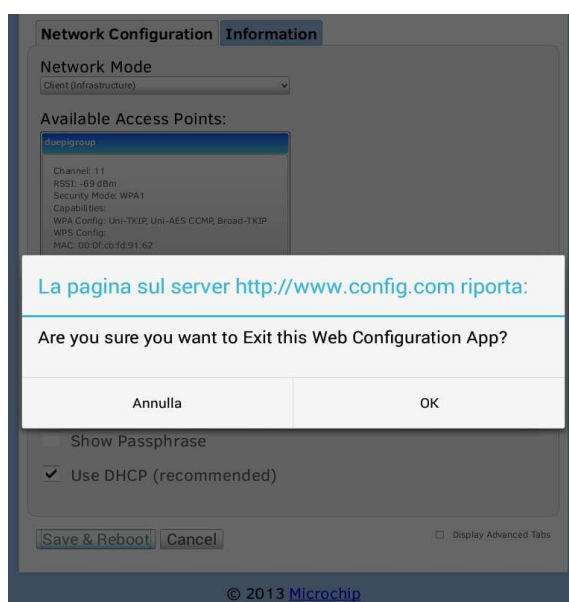 Network Configuration Information
Network Mode
Client (Infrastructure)
Available Access Points:
duepigroup
Channel: 11
RSSI: -69 dBm
Security Mode: WPA1
Capabilities:
WPA Config: Uni-TKIP, Uni-AES CCMP, Broad-TKIP
WPS Config:
MAC: 00:0f:cb:fd:91:62
La pagina sul server http://www.config.com riporta:
Are you sure you want to Exit this Web Configuration App?
Annulla OK
Show Passphrase
Use DHCP (recommended)
Save & Reboot Cancel Display Advanced Tabs
© 2013 Microchip